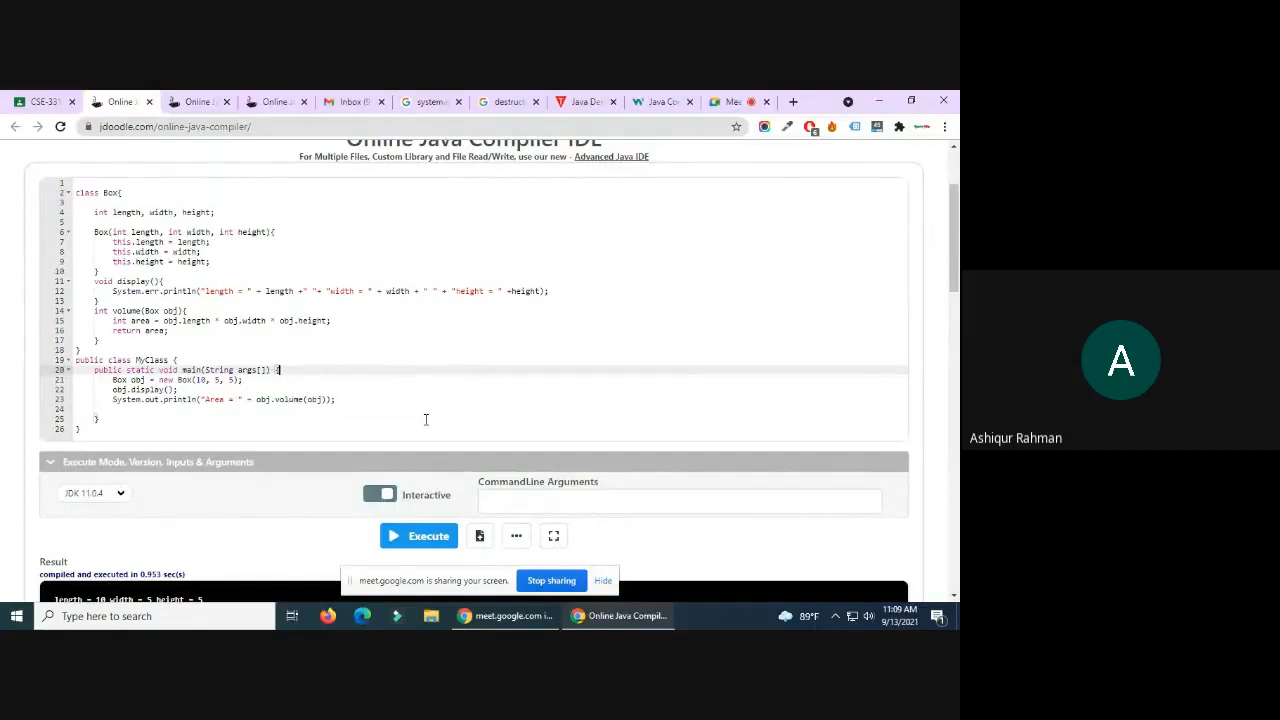 CSE-331
Online J
Online J
Online J
Inbox (9
system.
destruct
Java De
Java Co
Mee
jdoodle.com/online-java-compiler/
6
45
Online Java Compiler IDE
For Multiple Files, Custom Library and File Read/Write, use our new - Advanced Java IDE
1
2 class Box{
3
4 int length, width, height;
5
6 Box(int length, int width, int height){
7 this.length = length;
8 this.width = width;
9 this.height = height;
10 }
11 void display(){
12 System.err.println("length = " + length +" "+ "width = " + width + " " + "height = " +height);
13 }
14 int volume(Box obj){
15 int area = obj.length * obj.width * obj.height;
16 return area;
17 }
18 }
19 public class MyClass {
20 public static void main(String args[]) {
21 Box obj = new Box(10, 5, 5);
22 obj.display();
23 System.out.println("Area = " + obj.volume(obj));
24
25 }
26 }
Execute Mode, Version, Inputs & Arguments
CommandLine Arguments
JDK 11.0.4
Interactive
Execute
Result
compiled and executed in 0.953 sec(s)
meet.google.com is sharing your screen.
Stop sharing
Hide
length = 10 width = 5 height = 5
Type here to search
meet.google.com i...
Online Java Compil...
89°F
11:09 AM
9/13/2021
1
A
Ashiqur Rahman